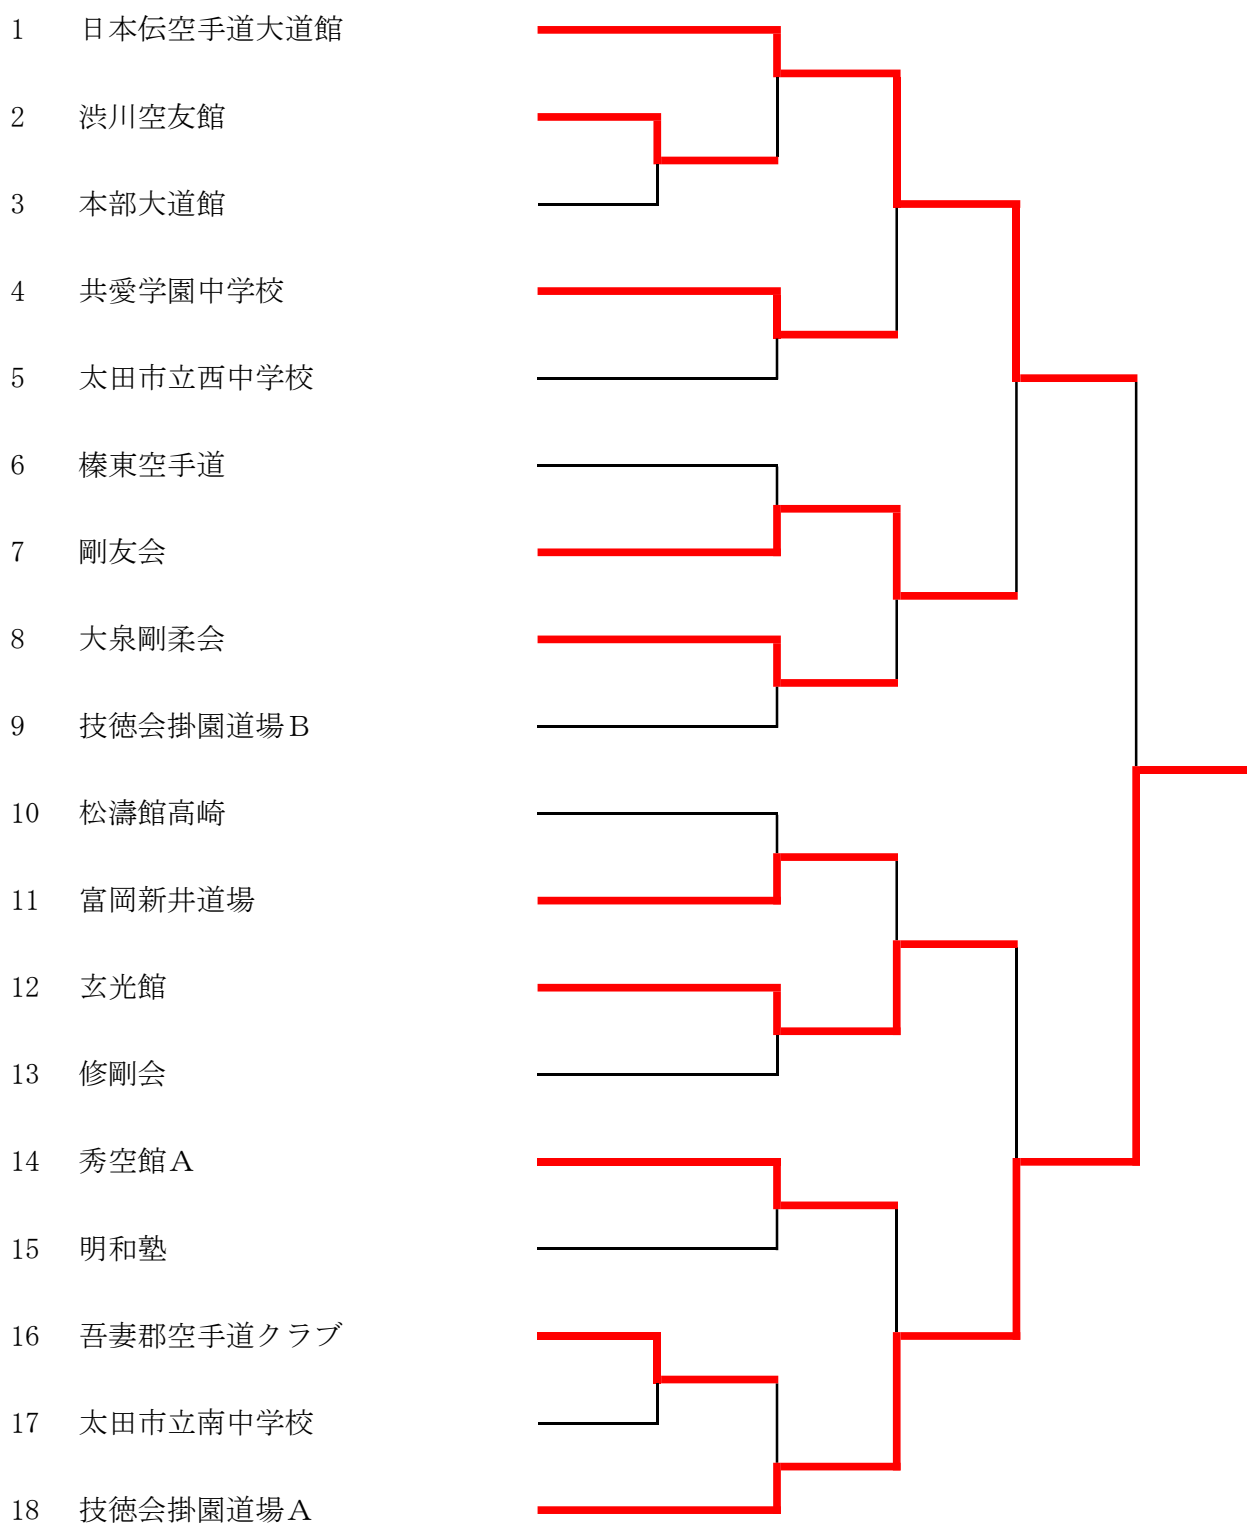 1 日本伝空手道大道館
2 渋川空友館
3 本部大道館
4 共愛学園中学校
5 太田市立西中学校
6 榛東空手道
7 剛友会
8 大泉剛柔会
9 技徳会掛園道場Ｂ
10 松濤館高崎
11 富岡新井道場
12 玄光館
13 修剛会
14 秀空館Ａ
15 明和塾
16 吾妻郡空手道クラブ
17 太田市立南中学校
18 技徳会掛園道場Ａ